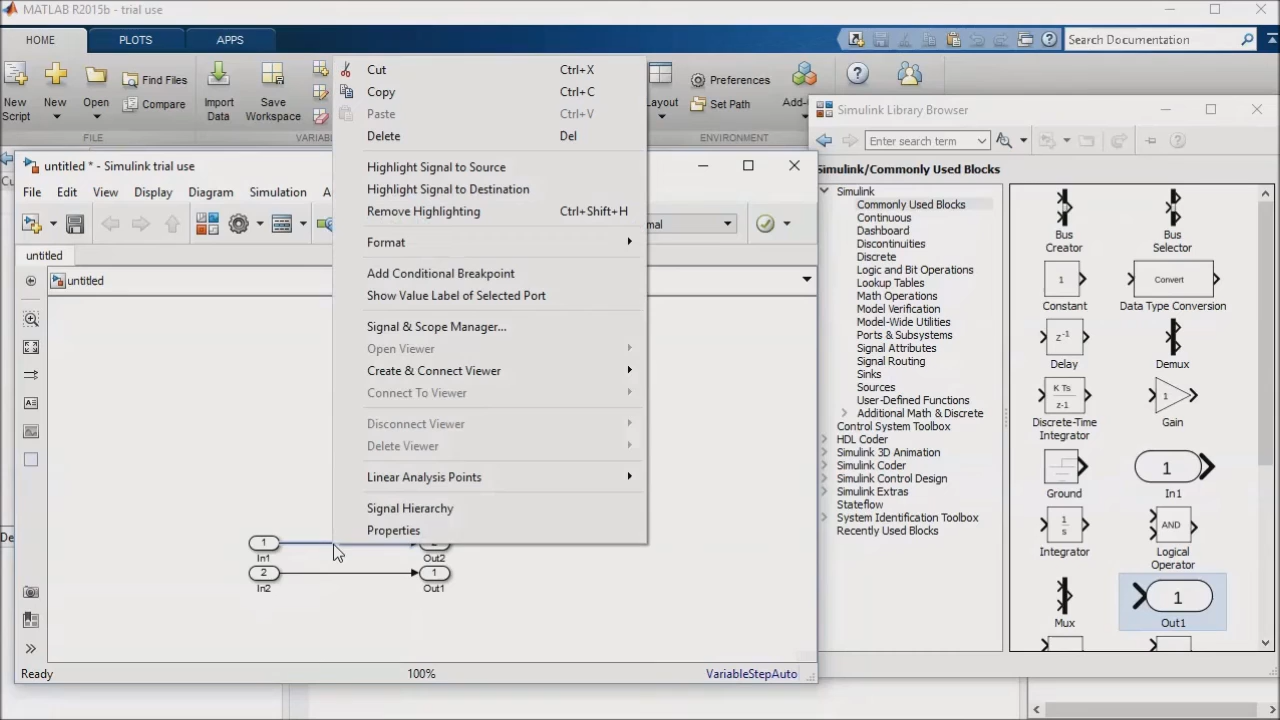 MATLAB R2015b - trial use
HOME
PLOTS
APPS
Search Documentation
New
Script
New
Open
Find Files
Compare
Import
Data
Save
Workspace
Preferences
Set Path
FILE
ENVIRONMENT
untitled * - Simulink trial use
File Edit View Display Diagram Simulation
untitled
untitled
Cut Ctrl+X
Copy Ctrl+C
Paste Ctrl+V
Delete Del
Highlight Signal to Source
Highlight Signal to Destination
Remove Highlighting Ctrl+Shift+H
Format
Add Conditional Breakpoint
Show Value Label of Selected Port
Signal & Scope Manager...
Open Viewer
Create & Connect Viewer
Connect To Viewer
Disconnect Viewer
Delete Viewer
Linear Analysis Points
Signal Hierarchy
Properties
1
In1
Out2
2
In2
1
Out1
Ready
100%
VariableStepAuto
Simulink Library Browser
Enter search term
Simulink/Commonly Used Blocks
Simulink
Commonly Used Blocks
Continuous
Dashboard
Discontinuities
Discrete
Logic and Bit Operations
Lookup Tables
Math Operations
Model Verification
Model-Wide Utilities
Ports & Subsystems
Signal Attributes
Signal Routing
Sinks
Sources
User-Defined Functions
Additional Math & Discrete
Control System Toolbox
HDL Coder
Simulink 3D Animation
Simulink Coder
Simulink Control Design
Simulink Extras
Stateflow
System Identification Toolbox
Recently Used Blocks
Bus
Creator
Bus
Selector
1
Constant
Convert
Data Type Conversion
z-1
Delay
Demux
K Ts
z-1
Discrete-Time
Integrator
1
Gain
Ground
1
In1
1
s
Integrator
AND
Logical
Operator
Mux
1
Out1